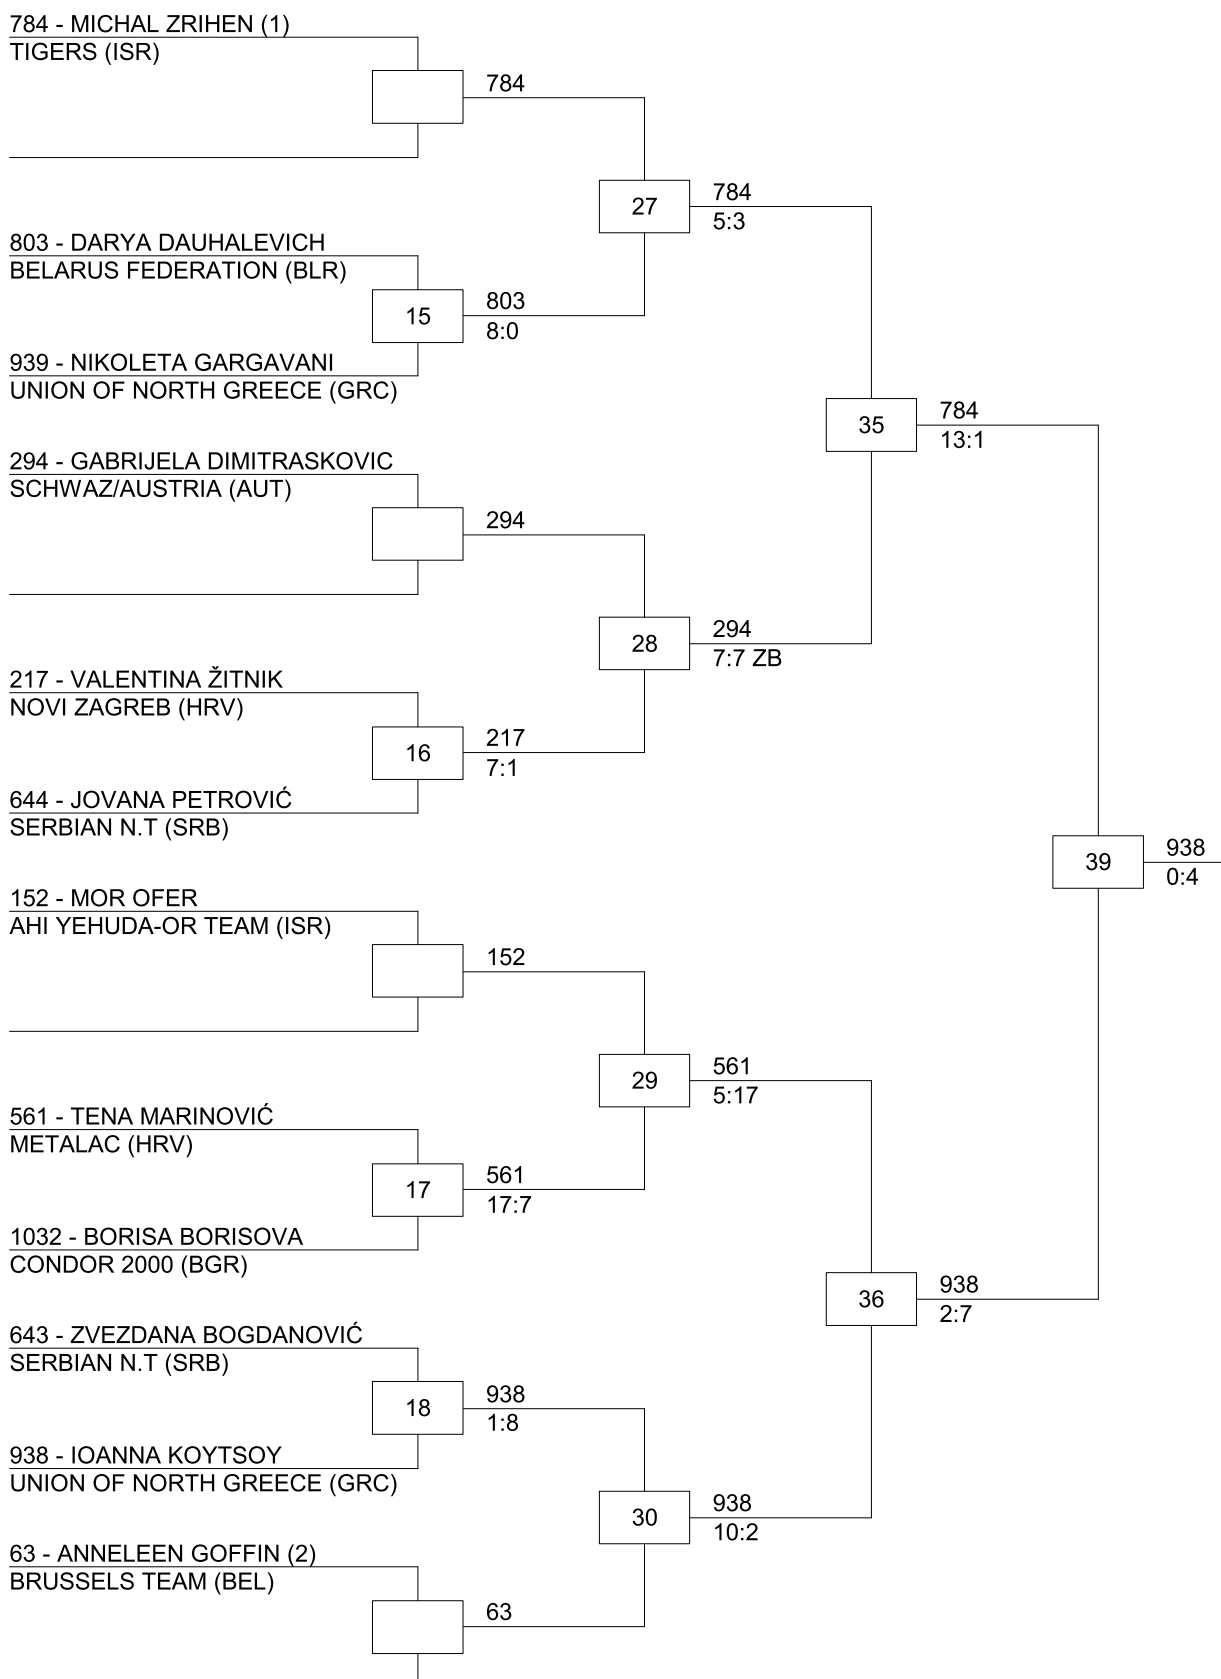 784 - MICHAL ZRIHEN (1)
TIGERS (ISR)
784
27
784
5:3
803 - DARYA DAUHALEVICH
BELARUS FEDERATION (BLR)
15
803
8:0
939 - NIKOLETA GARGAVANI
UNION OF NORTH GREECE (GRC)
35
784
13:1
294 - GABRIJELA DIMITRASKOVIC
SCHWAZ/AUSTRIA (AUT)
294
28
294
7:7 ZB
217 - VALENTINA ŽITNIK
NOVI ZAGREB (HRV)
16
217
7:1
644 - JOVANA PETROVIĆ
SERBIAN N.T (SRB)
39
938
0:4
152 - MOR OFER
AHI YEHUDA-OR TEAM (ISR)
152
29
561
5:17
561 - TENA MARINOVIĆ
METALAC (HRV)
17
561
17:7
1032 - BORISA BORISOVA
CONDOR 2000 (BGR)
36
938
2:7
643 - ZVEZDANA BOGDANOVIĆ
SERBIAN N.T (SRB)
18
938
1:8
938 - IOANNA KOYTSOY
UNION OF NORTH GREECE (GRC)
30
938
10:2
63 - ANNELEEN GOFFIN (2)
BRUSSELS TEAM (BEL)
63